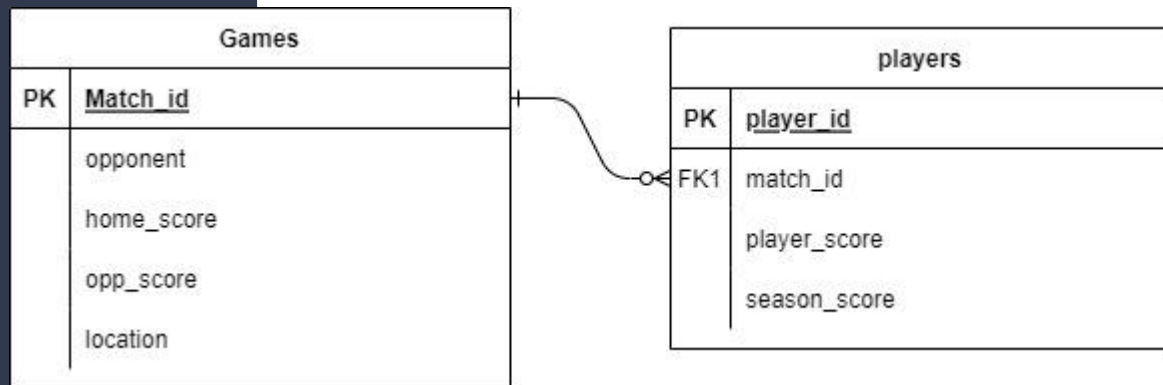 Games
PK Match_id
opponent
home_score
opp_score
location
players
PK player_id
FK1 match_id
player_score
season_score